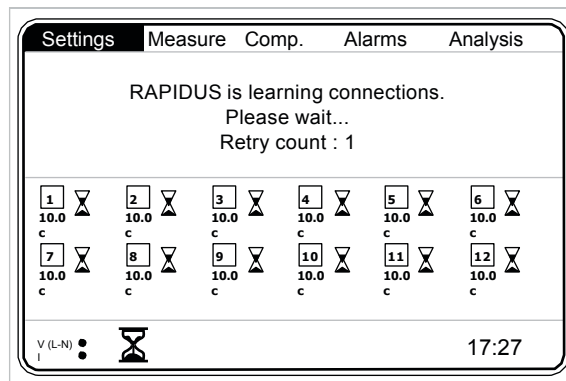 Settings Measure Comp. Alarms Analysis
RAPIDUS is learning connections.
Please wait...
Retry count : 1
1 2 3 4 5 6
10.0 10.0 10.0 10.0 10.0 10.0
c c c c c c
7 8 9 10 11 12
10.0 10.0 10.0 10.0 10.0 10.0
c c c c c c
V (L-N)
I
17:27